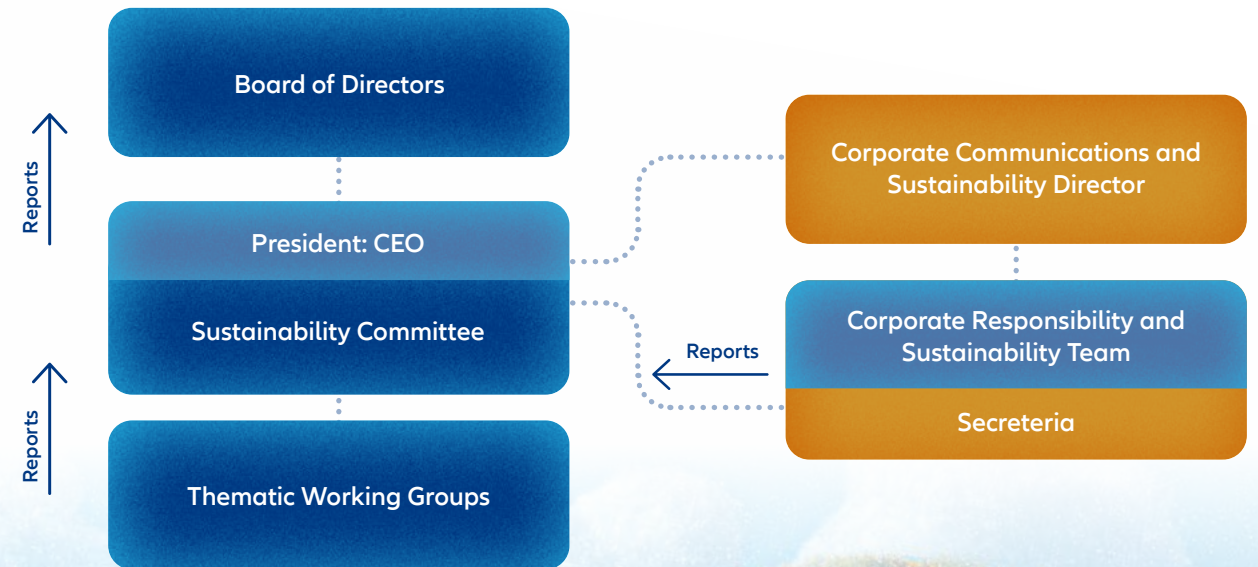 Board of Directors
Reports
President: CEO
Sustainability Committee
Reports
Thematic Working Groups
Corporate Communications and
Sustainability Director
Corporate Responsibility and
Sustainability Team
Reports
Secreteria